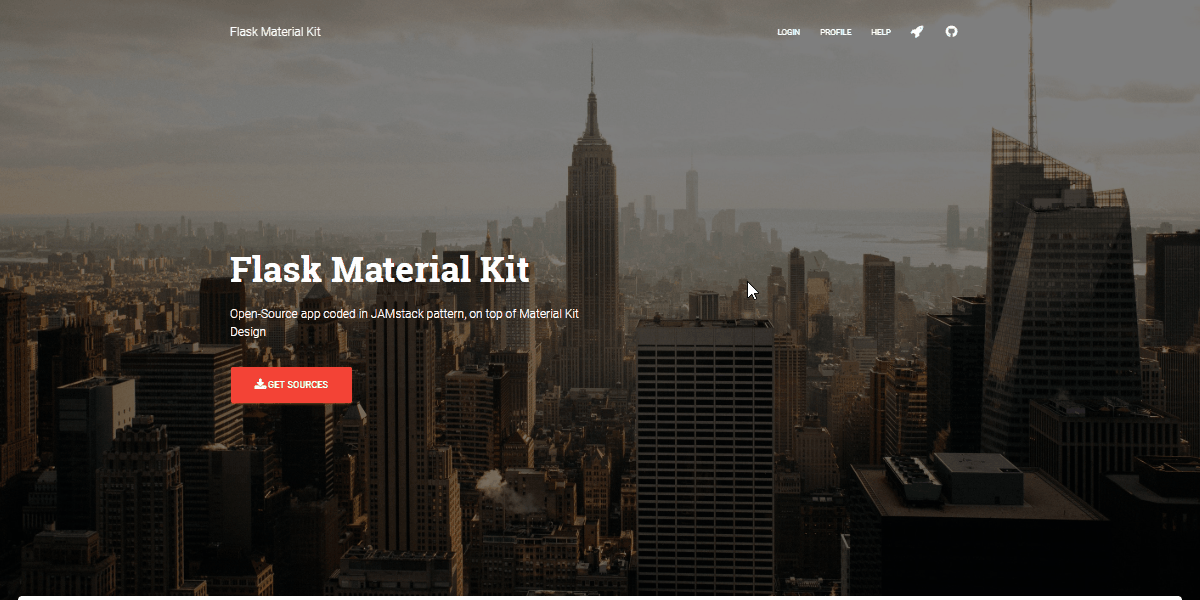 Flask Material Kit
LOGIN PROFILE HELP
Flask Material Kit
Open-Source app coded in JAMstack pattern, on top of Material Kit
Design
GET SOURCES